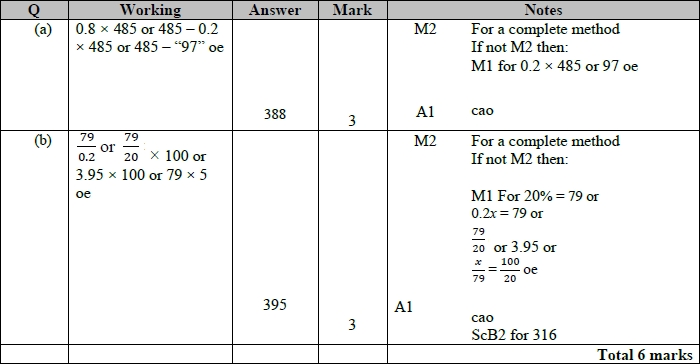 Q Working Answer Mark Notes
(a) 0.8 × 485 or 485 – 0.2 M2 For a complete method
× 485 or 485 – “97” oe If not M2 then:
M1 for 0.2 × 485 or 97 oe
388 3 A1 cao
(b) 79/0.2 or 79/20 × 100 or M2 For a complete method
3.95 × 100 or 79 × 5 If not M2 then:
oe M1 For 20% = 79 or
0.2x = 79 or
79/20 or 3.95 or
x/79 = 100/20 oe
395 3 A1 cao
ScB2 for 316
Total 6 marks